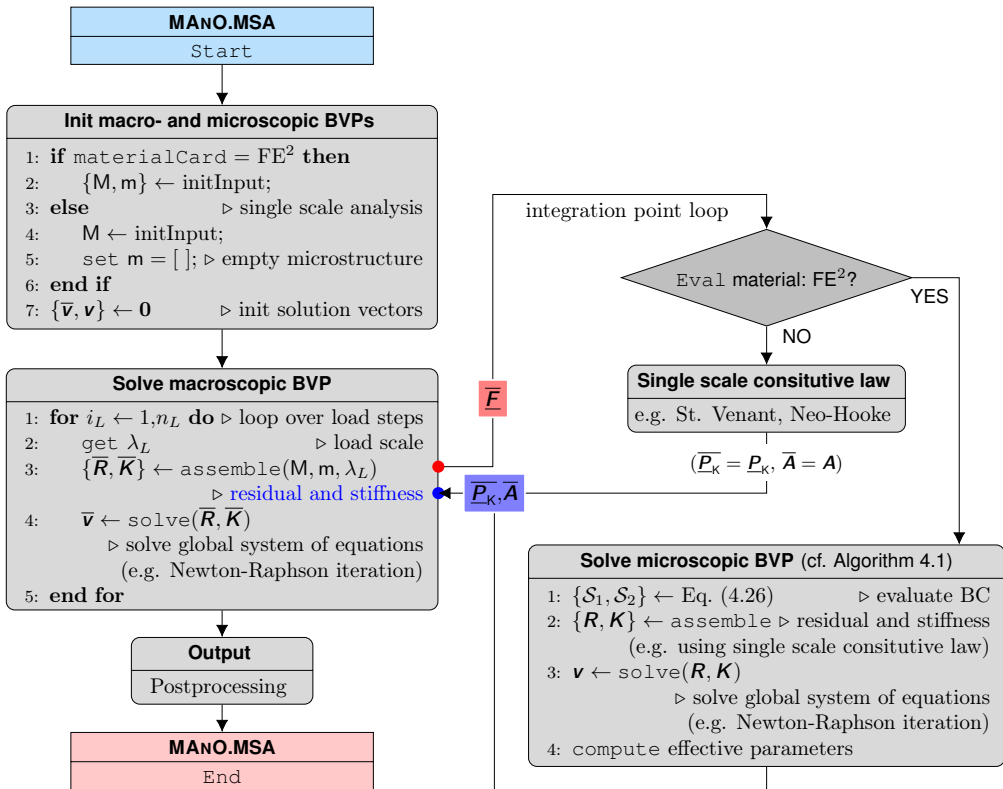 MANO.MSA
Start
Init macro- and microscopic BVPs
1: if materialCard = FE² then
2: {M, m} ← initInput;
3: else ▷ single scale analysis
4: M ← initInput;
5: set m = [ ]; ▷ empty microstructure
6: end if
7: {v̅, v} ← 0 ▷ init solution vectors
Solve macroscopic BVP
1: for i_L ← 1,n_L do ▷ loop over load steps
2: get λ_L ▷ load scale
3: {R̅, K̅} ← assemble(M, m, λ_L)
▷ residual and stiffness
4: v̅ ← solve(R̅, K̅)
▷ solve global system of equations
(e.g. Newton-Raphson iteration)
5: end for
Output
Postprocessing
MANO.MSA
End
F̲̅
P̲̅_K, A̅
integration point loop
Eval material: FE²?
YES
NO
Single scale consitutive law
e.g. St. Venant, Neo-Hooke
(P̲̅_K = P̲_K, A̅ = A)
Solve microscopic BVP (cf. Algorithm 4.1)
1: {𝒮₁, 𝒮₂} ← Eq. (4.26) ▷ evaluate BC
2: {R, K} ← assemble ▷ residual and stiffness
(e.g. using single scale consitutive law)
3: v ← solve(R, K)
▷ solve global system of equations
(e.g. Newton-Raphson iteration)
4: compute effective parameters